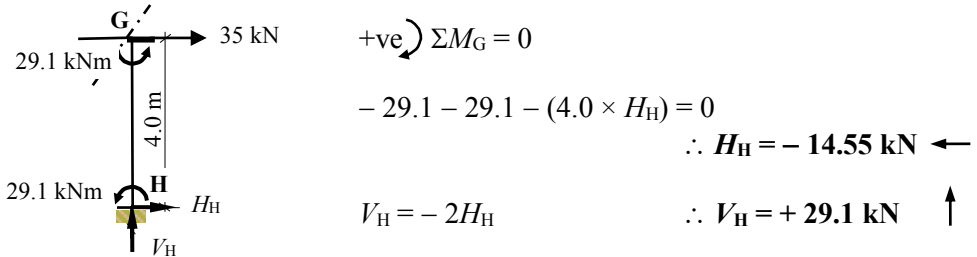 G
35 kN
+ve ΣM_G = 0
29.1 kNm
4.0 m
− 29.1 − 29.1 − (4.0 × H_H) = 0
∴ H_H = − 14.55 kN
29.1 kNm
H
H_H
V_H = − 2H_H
∴ V_H = + 29.1 kN
V_H